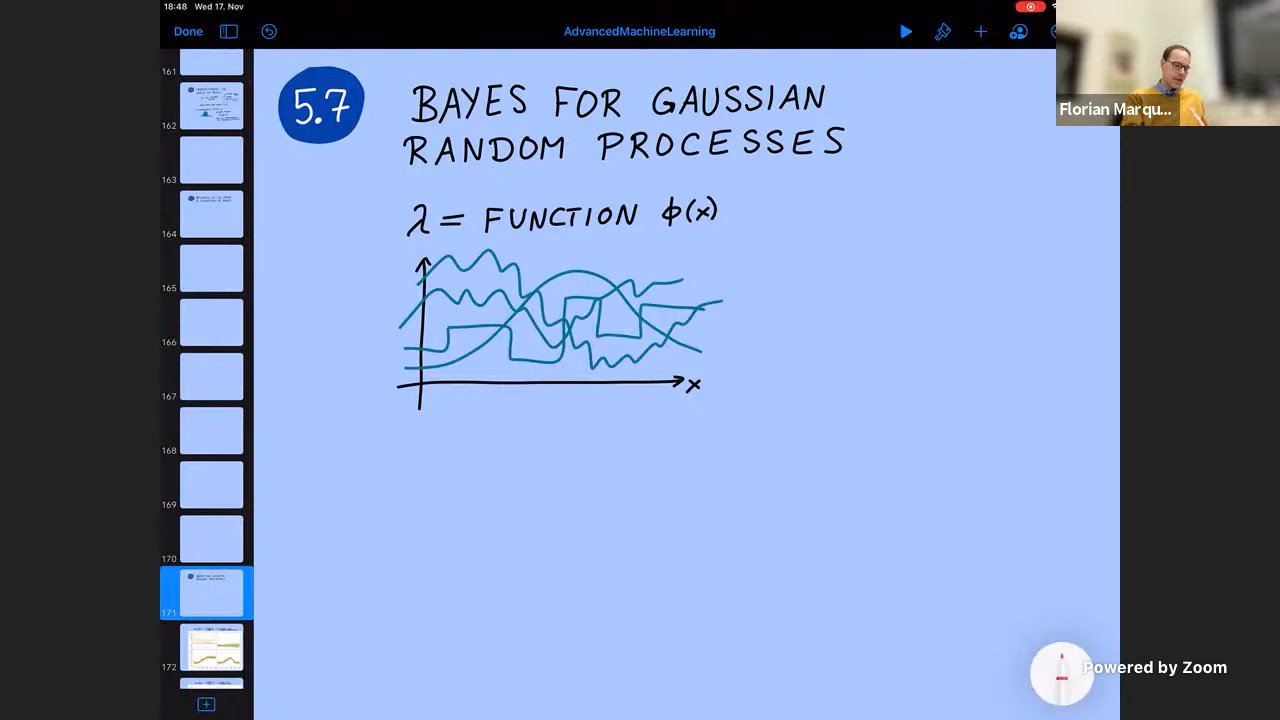 18:48 Wed 17. Nov
Done
AdvancedMachineLearning
Florian Marqu...
161
162
163
164
165
166
167
168
169
170
171
172
5.7
BAYES FOR GAUSSIAN
RANDOM PROCESSES
λ = FUNCTION ϕ(x)
x
Powered by Zoom